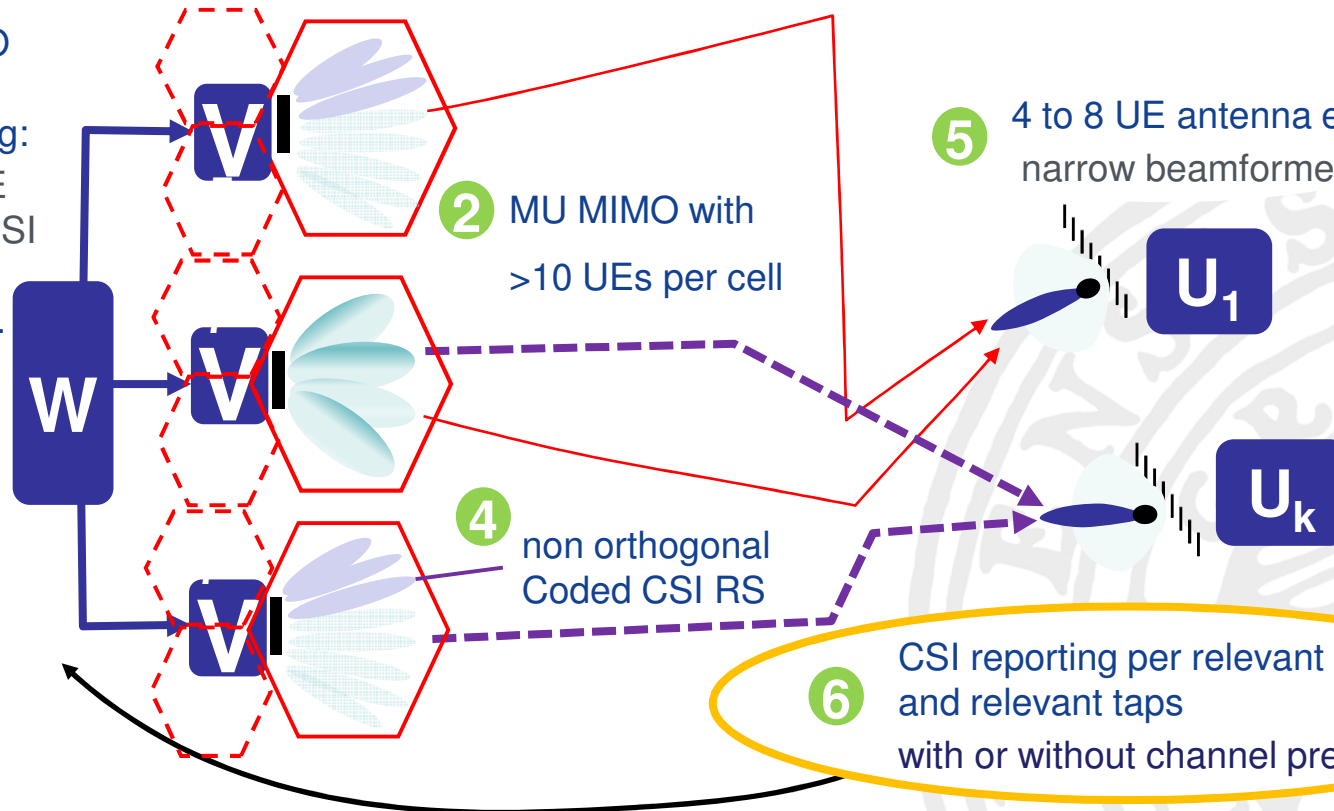 g:
SI
W
V
V
V
2 MU MIMO with
>10 UEs per cell
4 non orthogonal
Coded CSI RS
5 4 to 8 UE antenna e
narrow beamforme
U1
Uk
6 CSI reporting per relevant
and relevant taps
with or without channel pre